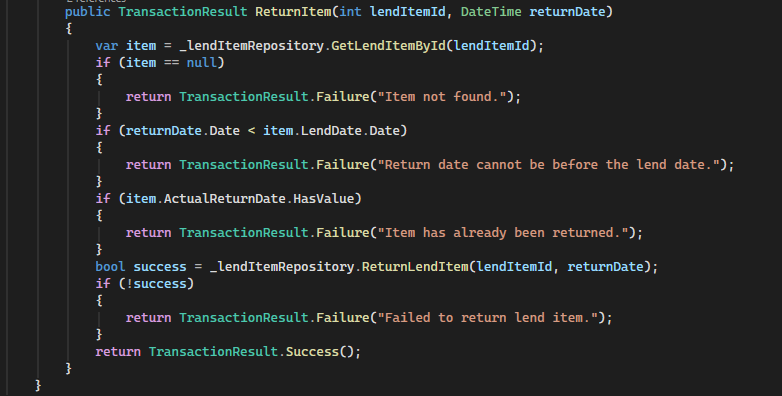 2 references
public TransactionResult ReturnItem(int lendItemId, DateTime returnDate)
{
var item = _lendItemRepository.GetLendItemById(lendItemId);
if (item == null)
{
return TransactionResult.Failure("Item not found.");
}
if (returnDate.Date < item.LendDate.Date)
{
return TransactionResult.Failure("Return date cannot be before the lend date.");
}
if (item.ActualReturnDate.HasValue)
{
return TransactionResult.Failure("Item has already been returned.");
}
bool success = _lendItemRepository.ReturnLendItem(lendItemId, returnDate);
if (!success)
{
return TransactionResult.Failure("Failed to return lend item.");
}
return TransactionResult.Success();
}
}